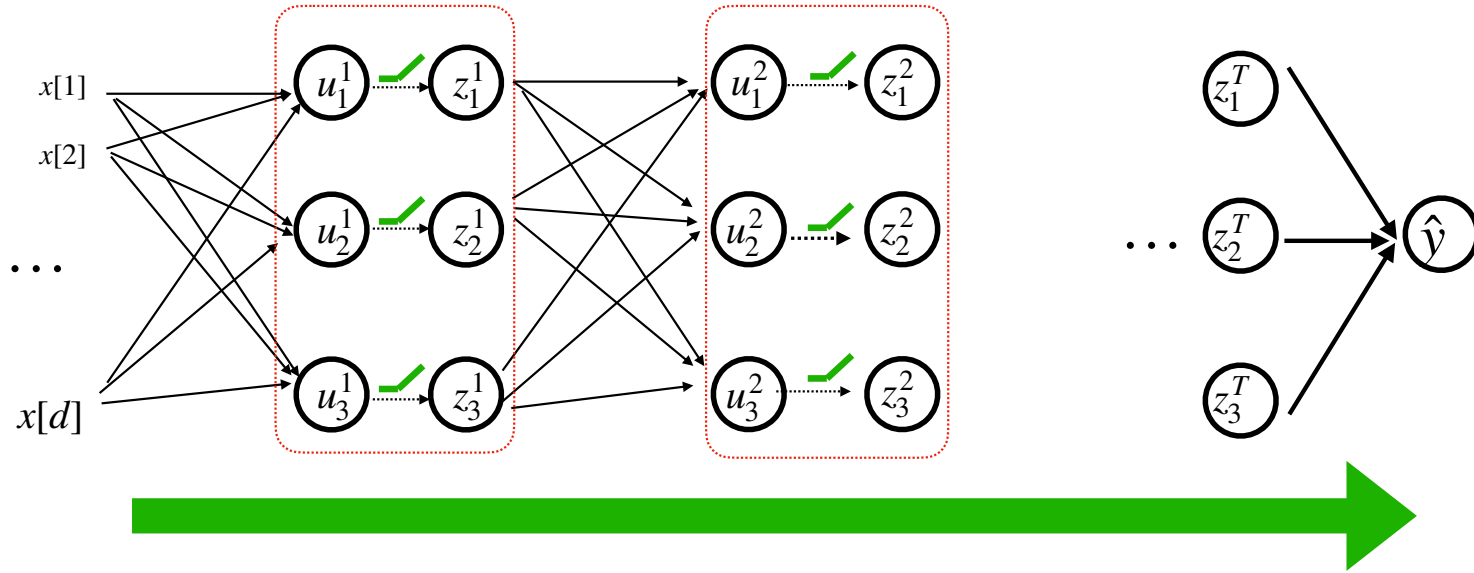 x[1]
x[2]
...
x[d]
u_1^1 z_1^1
u_2^1 z_2^1
u_3^1 z_3^1
u_1^2 z_1^2
u_2^2 z_2^2
u_3^2 z_3^2
...
z_1^T
z_2^T
z_3^T
ŷ